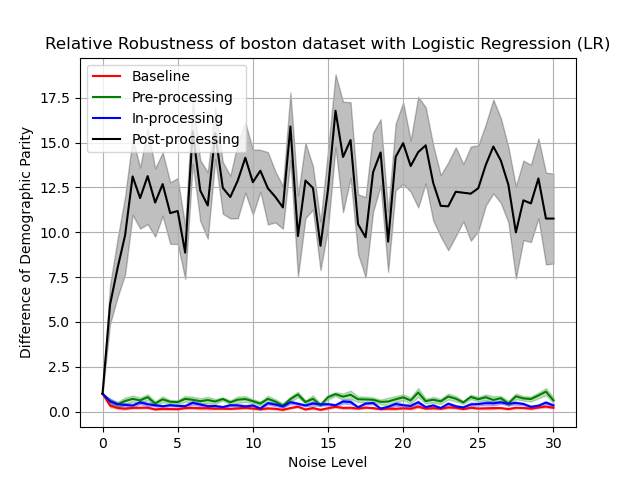 Relative Robustness of boston dataset with Logistic Regression (LR)
Baseline
Pre-processing
In-processing
Post-processing
Difference of Demographic Parity
17.5
15.0
12.5
10.0
7.5
5.0
2.5
0.0
0 5 10 15 20 25 30
Noise Level